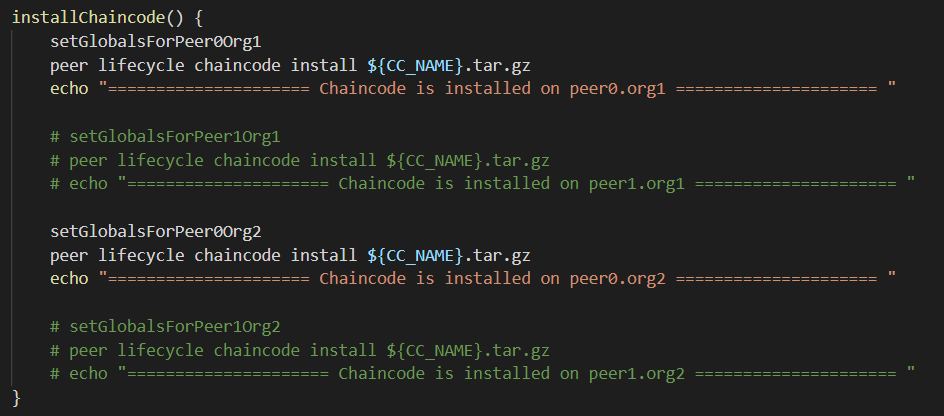 installChaincode() {
    setGlobalsForPeer0Org1
    peer lifecycle chaincode install ${CC_NAME}.tar.gz
    echo "===================== Chaincode is installed on peer0.org1 ===================== "

    # setGlobalsForPeer1Org1
    # peer lifecycle chaincode install ${CC_NAME}.tar.gz
    # echo "===================== Chaincode is installed on peer1.org1 ===================== "

    setGlobalsForPeer0Org2
    peer lifecycle chaincode install ${CC_NAME}.tar.gz
    echo "===================== Chaincode is installed on peer0.org2 ===================== "

    # setGlobalsForPeer1Org2
    # peer lifecycle chaincode install ${CC_NAME}.tar.gz
    # echo "===================== Chaincode is installed on peer1.org2 ===================== "
}